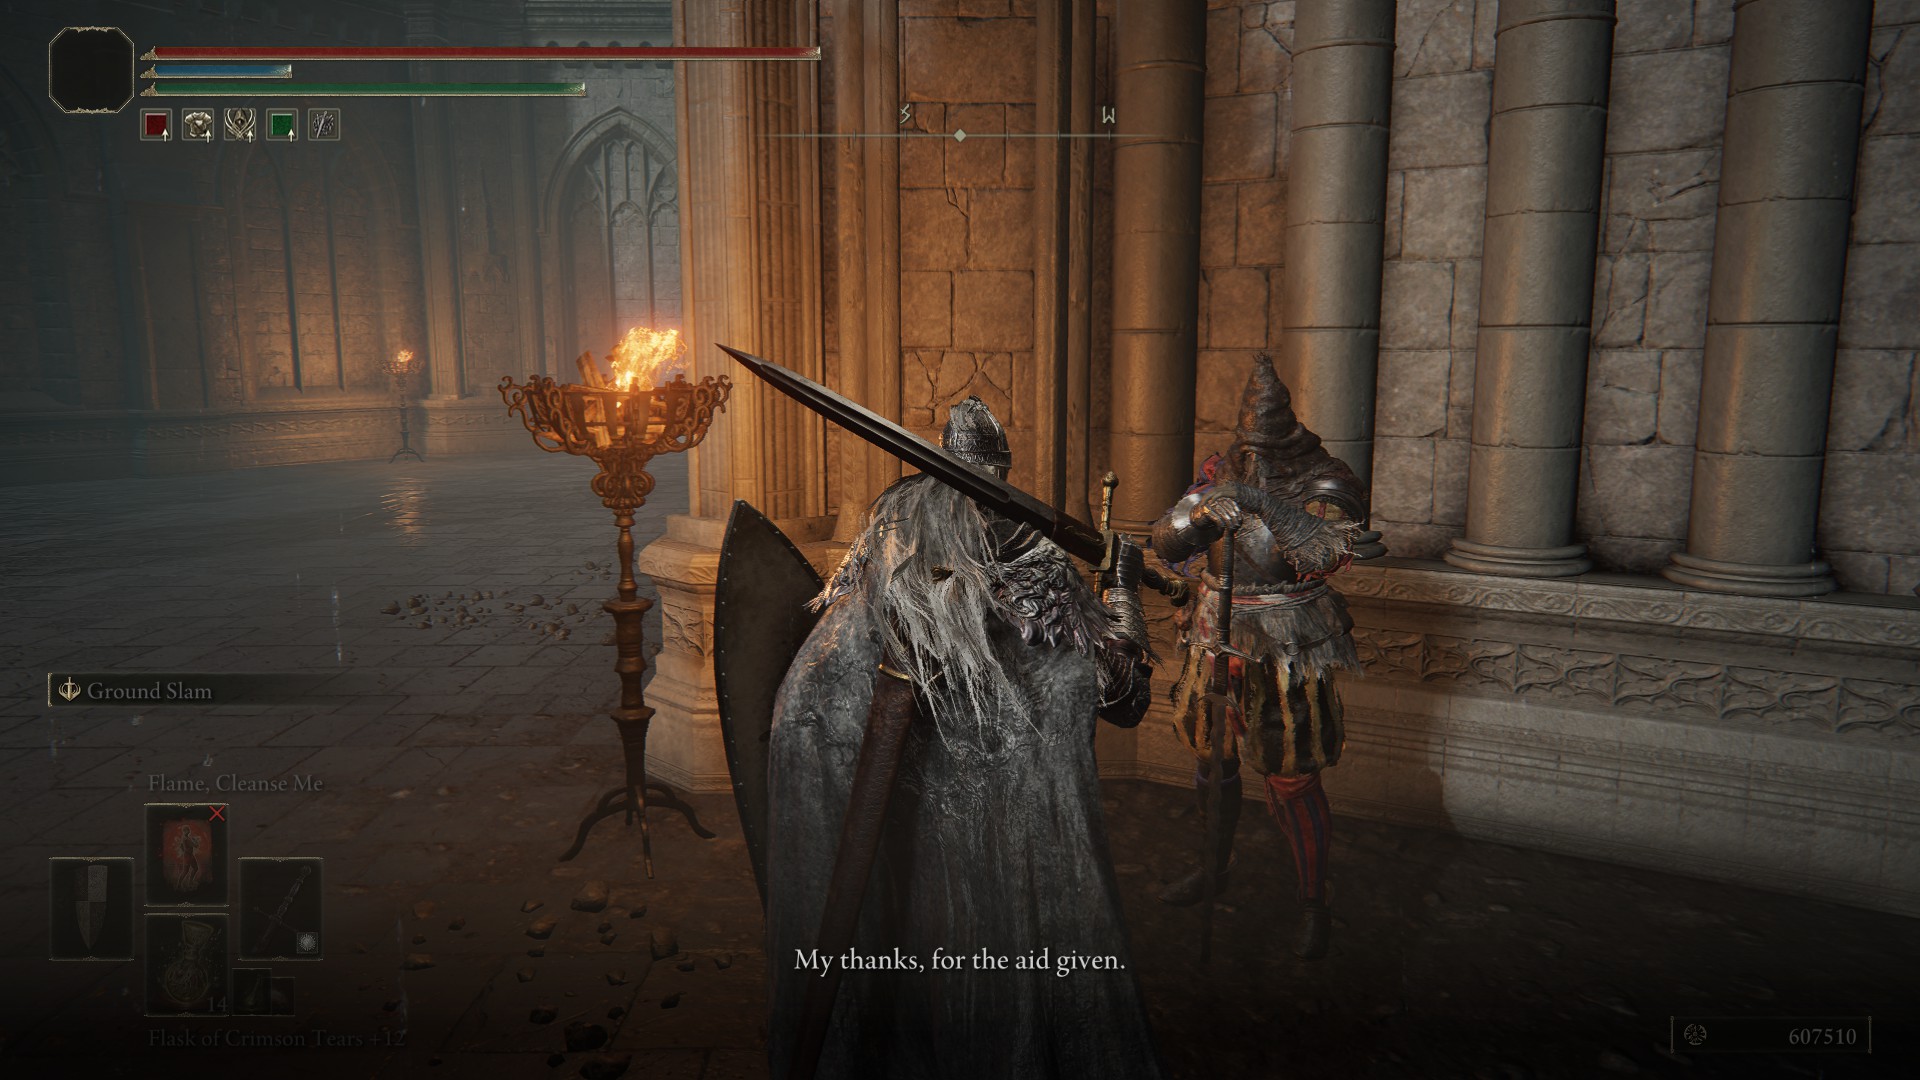 S W
Ground Slam
Flame, Cleanse Me
14
Flask of Crimson Tears +12
My thanks, for the aid given.
607510